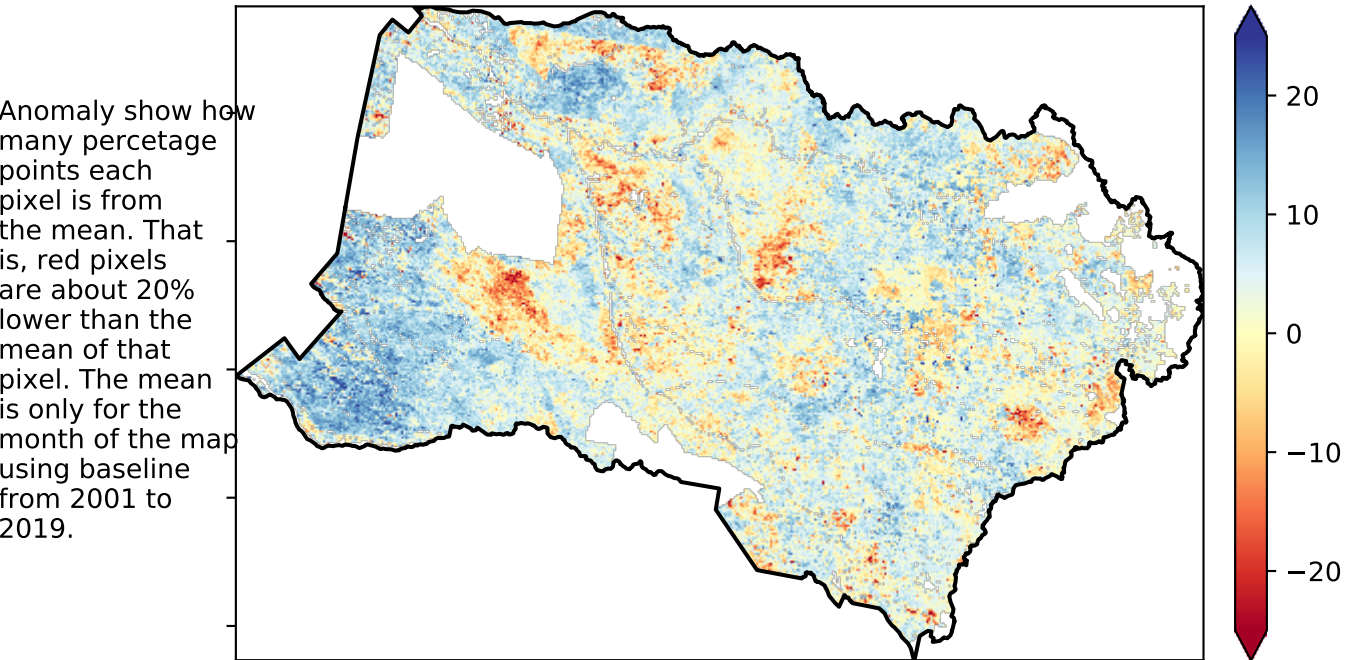 Anomaly show how
many percetage
points each
pixel is from
the mean. That
is, red pixels
are about 20%
lower than the
mean of that
pixel. The mean
is only for the
month of the map
using baseline
from 2001 to
2019.
20
10
0
−10
−20